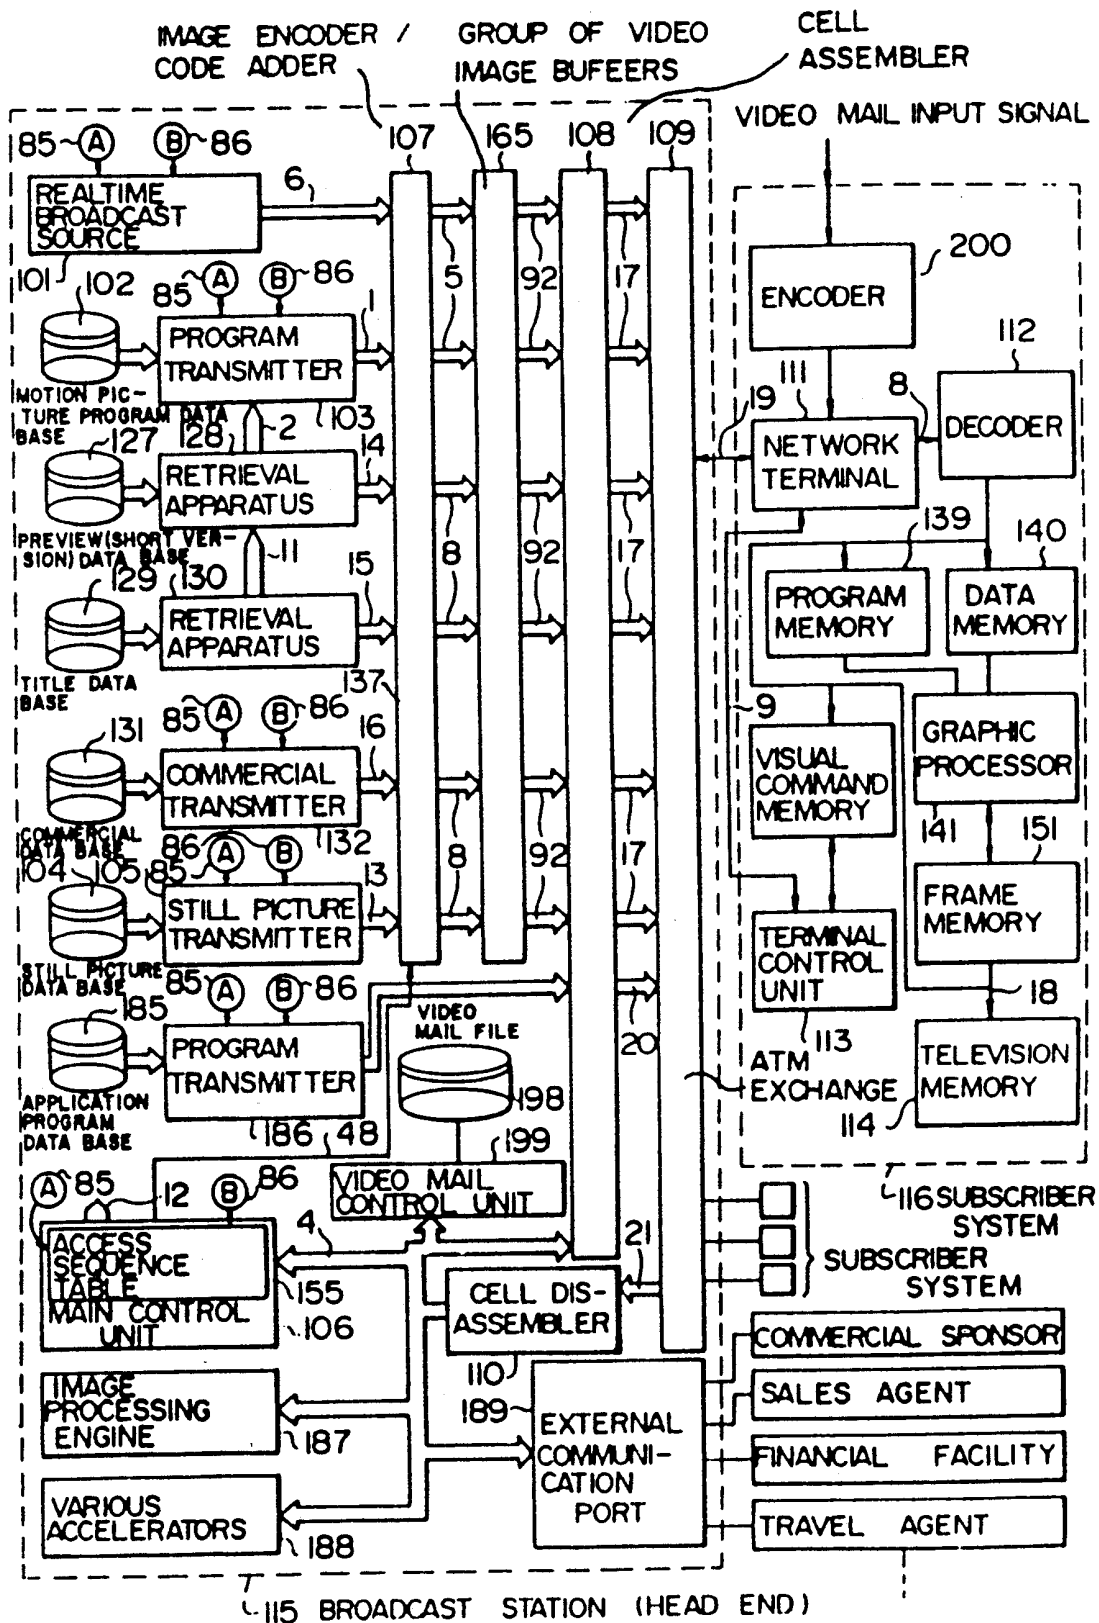 IMAGE ENCODER /
CODE ADDER
GROUP OF VIDEO
IMAGE BUFEERS
CELL
ASSEMBLER
VIDEO MAIL INPUT SIGNAL
85 A B 86
107 165 108 109
REALTIME
BROADCAST
SOURCE
6
101
102
5 92 17
85 A B 86
PROGRAM
TRANSMITTER
1
103
MOTION PIC-
TURE PROGRAM DATA
BASE
127
128
2
RETRIEVAL
APPARATUS
14
PREVIEW(SHORT VER-
SION) DATA BASE
129
130
11
RETRIEVAL
APPARATUS
15
8 92 17
TITLE DATA
BASE
137
85 A B 86
131
COMMERCIAL
TRANSMITTER
16
132
COMMERCIAL
DATA BASE
86
85 A B
104 105
STILL PICTURE
TRANSMITTER
13
8 92 17
STILL PICTURE
DATA BASE
85 A B 86
185
PROGRAM
TRANSMITTER
186
APPLICATION
PROGRAM
DATA BASE
48
20
VIDEO
MAIL FILE
198
199
VIDEO MAIL
CONTROL UNIT
ATM
EXCHANGE
A 85
12
B 86
ACCESS
SEQUENCE
TABLE
MAIN CONTROL
UNIT
155
106
4
21
CELL DIS-
ASSEMBLER
110
IMAGE
PROCESSING
ENGINE
187
VARIOUS
ACCELERATORS
188
189
EXTERNAL
COMMUNI-
CATION
PORT
115 BROADCAST STATION (HEAD END)
200
ENCODER
112
111
8
DECODER
19
NETWORK
TERMINAL
139
140
PROGRAM
MEMORY
DATA
MEMORY
9
VISUAL
COMMAND
MEMORY
GRAPHIC
PROCESSOR
141
151
FRAME
MEMORY
TERMINAL
CONTROL
UNIT
113
18
TELEVISION
MEMORY
114
116 SUBSCRIBER
SYSTEM
SUBSCRIBER
SYSTEM
COMMERCIAL SPONSOR
SALES AGENT
FINANCIAL FACILITY
TRAVEL AGENT